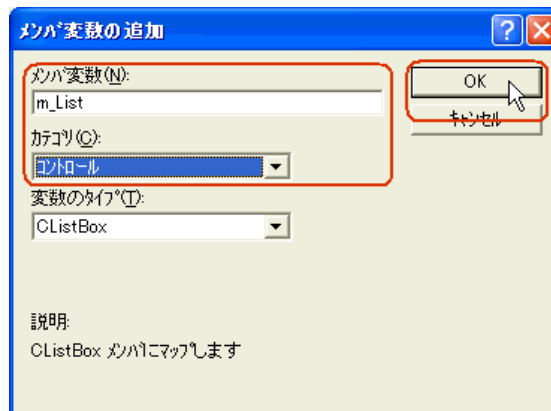 ﾒﾝﾊﾞ変数の追加
ﾒﾝﾊﾞ変数(N):
m_List
OK
ｷｬﾝｾﾙ
ｶﾃｺﾞﾘ(C):
ｺﾝﾄﾛｰﾙ
変数のﾀｲﾌﾟ(T):
CListBox
説明:
CListBox ﾒﾝﾊﾞにﾏｯﾌﾟします